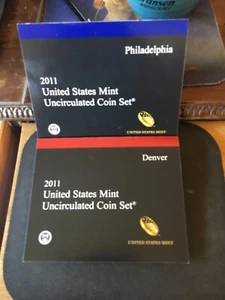 Swanson
Philadelphia
2011
United States Mint
Uncirculated Coin Set®
UNITED STATES MINT
Denver
2011
United States Mint
Uncirculated Coin Set®
UNITED STATES MINT